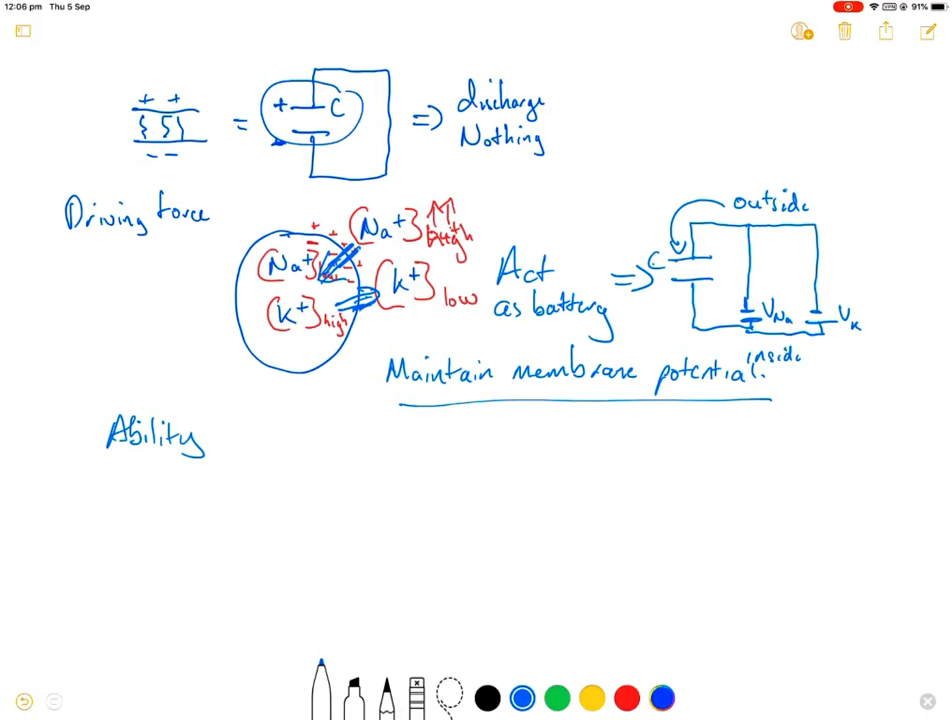 12:06 pm Thu 5 Sep
VPN 91%
+ +
{ } }
- -
= + C => discharge
Nothing
Driving force
[Na+] high
[Na+]
[K+] low
[K+] high
Act
as battery
=> C
outside
VNa
VK
inside
Maintain membrane potential.
Ability